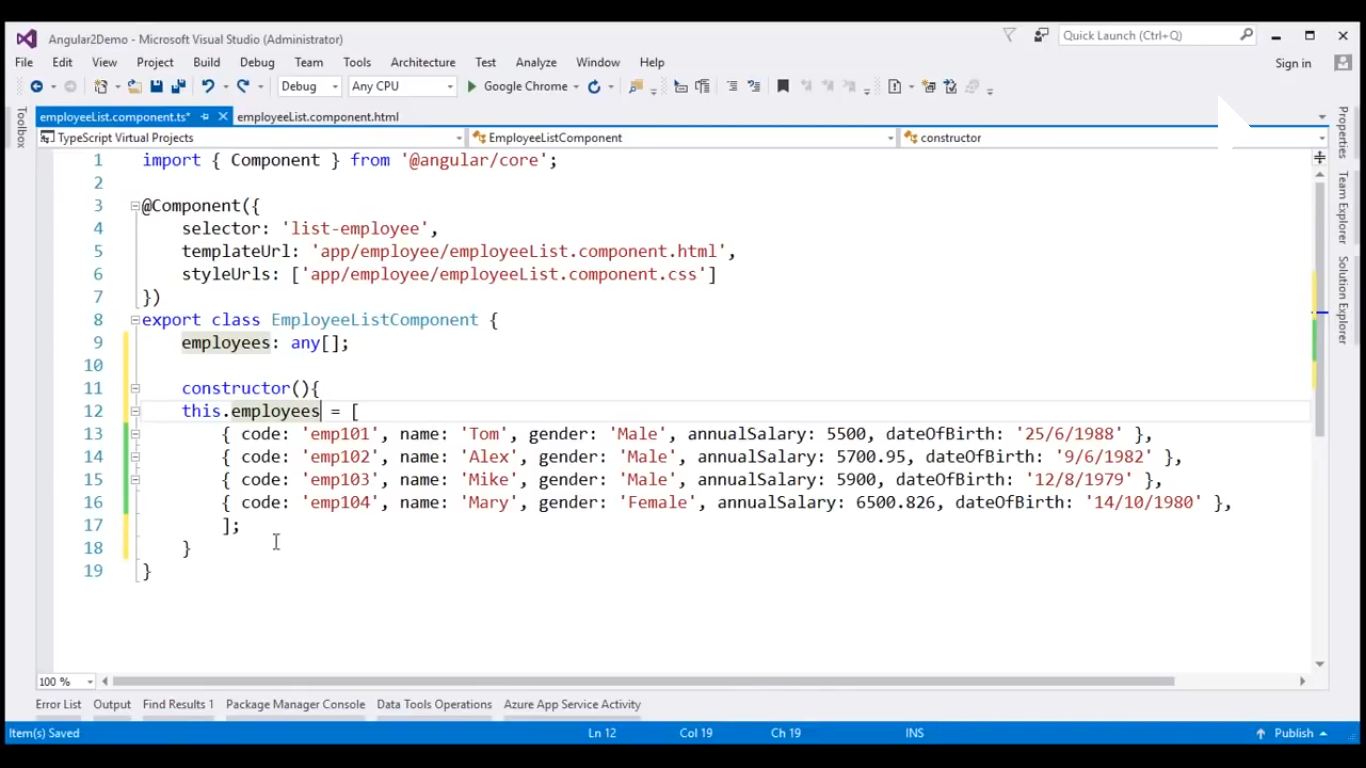 Angular2Demo - Microsoft Visual Studio (Administrator)
Quick Launch (Ctrl+Q)
File Edit View Project Build Debug Team Tools Architecture Test Analyze Window Help
Sign in
Debug Any CPU Google Chrome
Toolbox
employeeList.component.ts*
employeeList.component.html
TypeScript Virtual Projects
EmployeeListComponent
constructor
Properties
Team Explorer
Solution Explorer
1 import { Component } from '@angular/core';
2
3 @Component({
4 selector: 'list-employee',
5 templateUrl: 'app/employee/employeeList.component.html',
6 styleUrls: ['app/employee/employeeList.component.css']
7 })
8 export class EmployeeListComponent {
9 employees: any[];
10
11 constructor(){
12 this.employees = [
13 { code: 'emp101', name: 'Tom', gender: 'Male', annualSalary: 5500, dateOfBirth: '25/6/1988' },
14 { code: 'emp102', name: 'Alex', gender: 'Male', annualSalary: 5700.95, dateOfBirth: '9/6/1982' },
15 { code: 'emp103', name: 'Mike', gender: 'Male', annualSalary: 5900, dateOfBirth: '12/8/1979' },
16 { code: 'emp104', name: 'Mary', gender: 'Female', annualSalary: 6500.826, dateOfBirth: '14/10/1980' },
17 ];
18 }
19 }
100 %
Error List Output Find Results 1 Package Manager Console Data Tools Operations Azure App Service Activity
Item(s) Saved Ln 12 Col 19 Ch 19 INS Publish